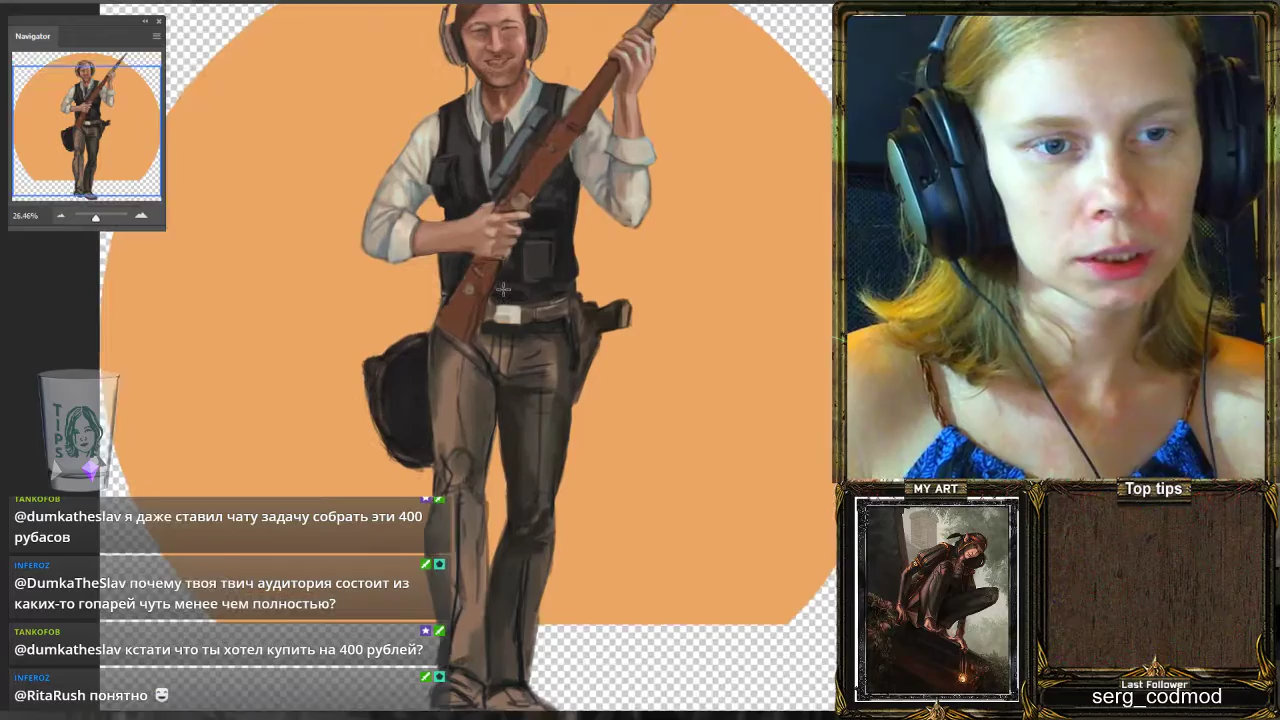 Navigator
26.46%
TIPS
TANKOFOB
@dumkatheslav я даже ставил чату задачу собрать эти 400
рубасов
INFEROZ
@DumkaTheSlav почему твоя твич аудитория состоит из
каких-то гопарей чуть менее чем полностью?
TANKOFOB
@dumkatheslav кстати что ты хотел купить на 400 рублей?
INFEROZ
@RitaRush понятно
MY ART
Top tips
Last Follower
serg_codmod